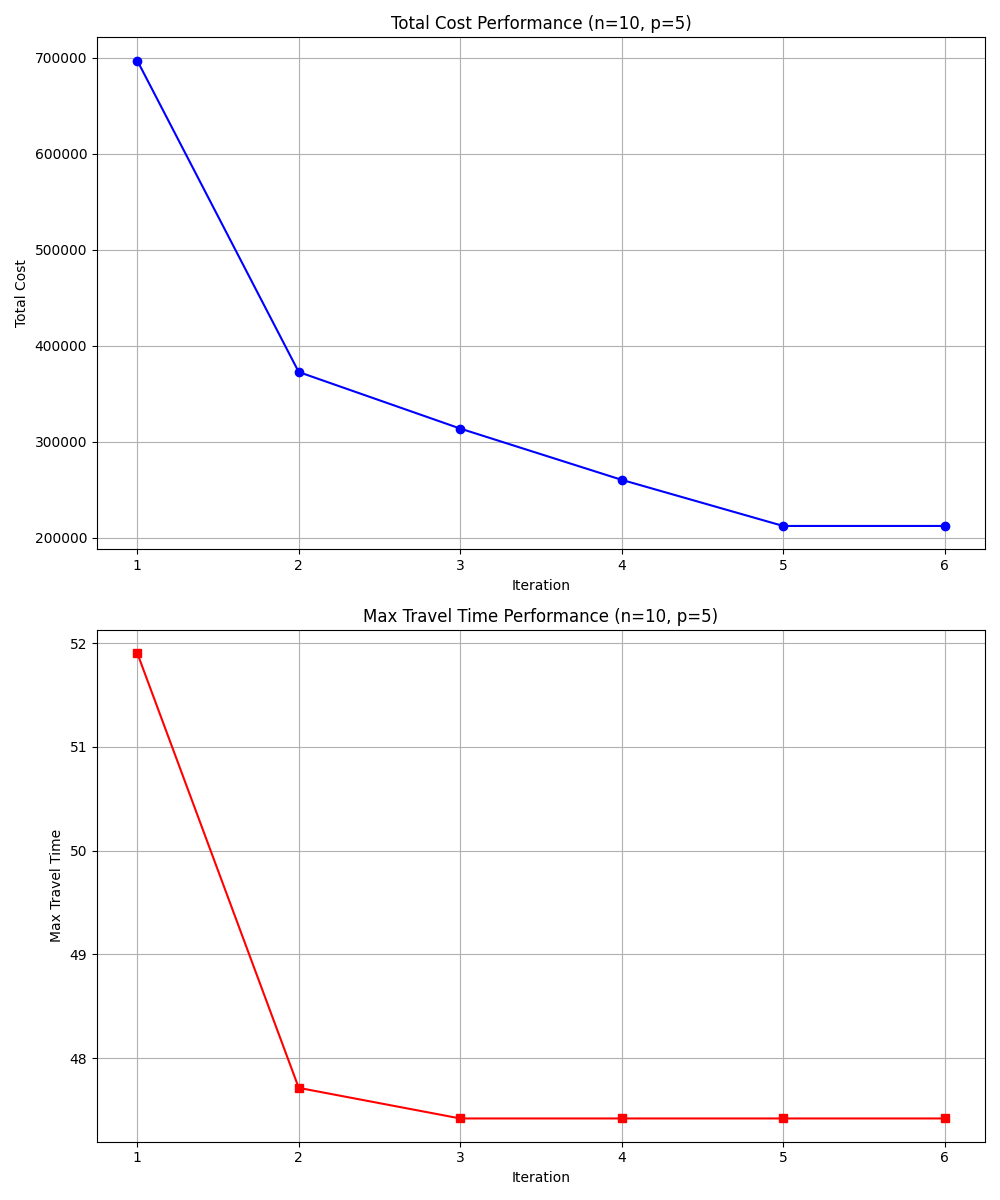 Total Cost Performance (n=10, p=5)
700000
600000
500000
400000
300000
200000
Total Cost
1 2 3 4 5 6
Iteration
Max Travel Time Performance (n=10, p=5)
52
51
50
49
48
Max Travel Time
1 2 3 4 5 6
Iteration